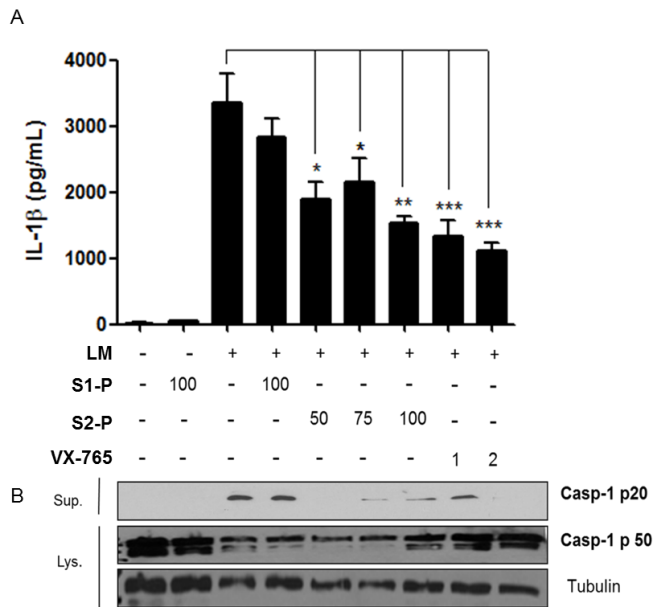 A
4000
3000
2000
1000
0
IL-1β (pg/mL)
* * ** *** ***
LM - - + + + + + + +
S1-P - 100 - 100 - - - - -
S2-P - - - - 50 75 100 - -
VX-765 - - - - - - - 1 2
B
Sup. Casp-1 p20
Lys. Casp-1 p 50
Tubulin